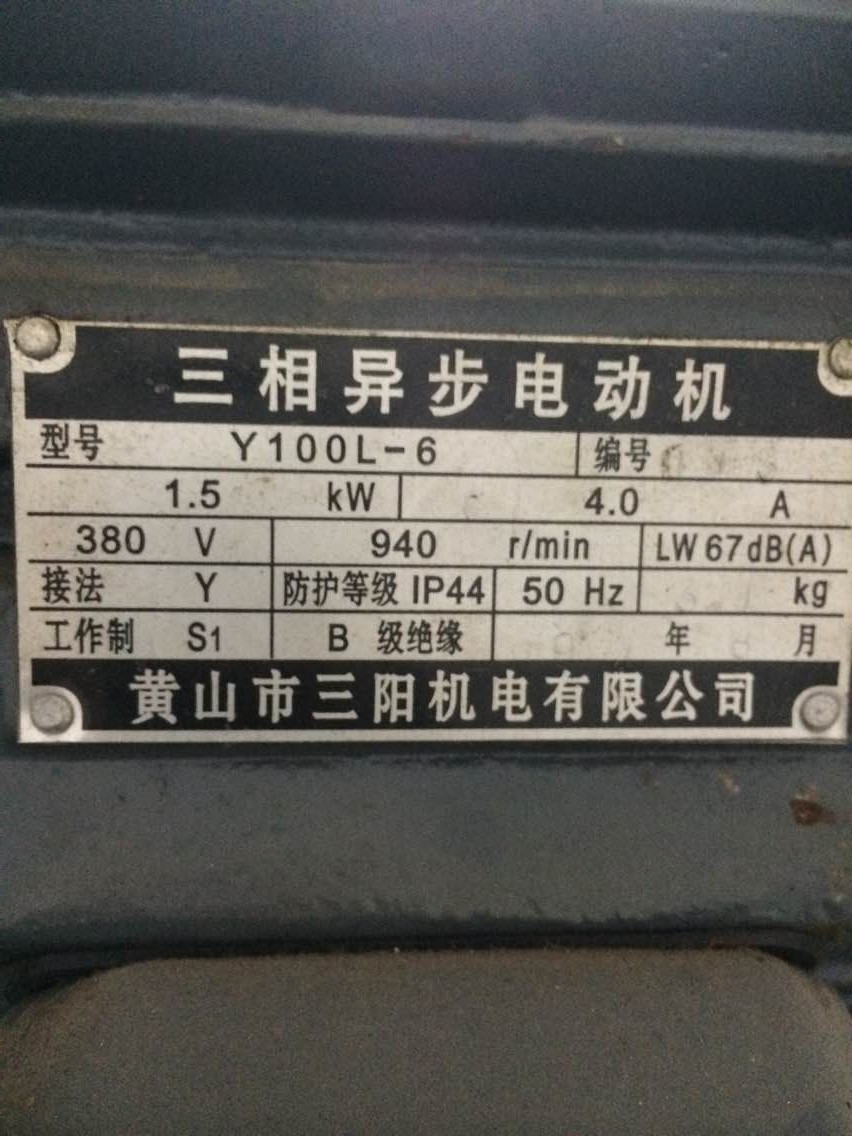 三相异步电动机
型号 Y100L-6 编号
1.5 kW 4.0 A
380 V 940 r/min LW 67dB(A)
接法 Y 防护等级 IP44 50 Hz kg
工作制 S1 B 级绝缘 年 月
黄山市三阳机电有限公司